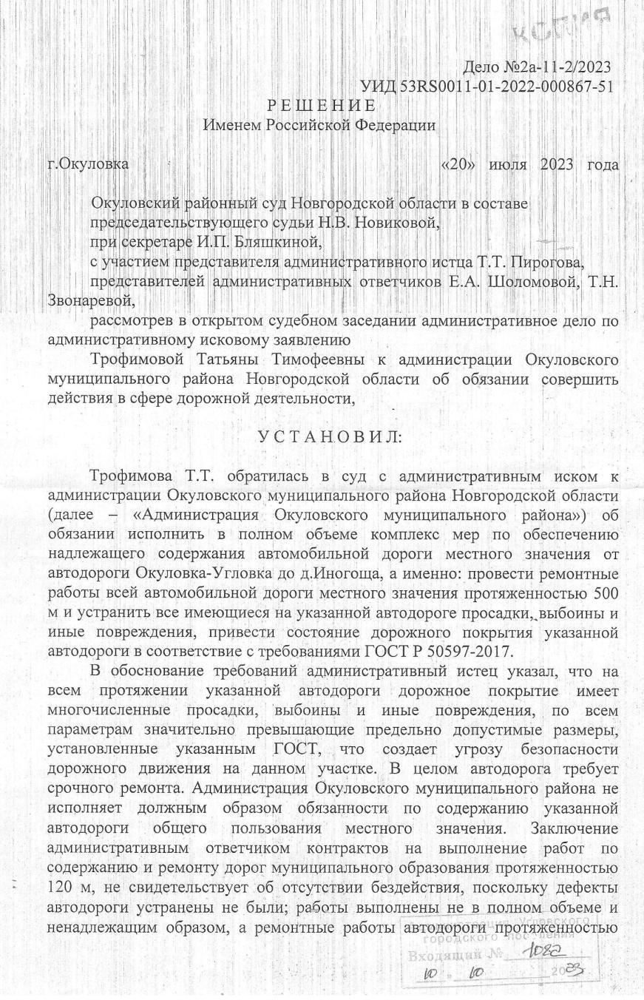 КОПИЯ
Дело №2а-11-2/2023
УИД 53RS0011-01-2022-000867-51
Р Е Ш Е Н И Е
Именем Российской Федерации
г.Окуловка «20» июля 2023 года
Окуловский районный суд Новгородской области в составе
председательствующего судьи Н.В. Новиковой,
при секретаре И.П. Бляшкиной,
с участием представителя административного истца Т.Т. Пирогова,
представителей административных ответчиков Е.А. Шоломовой, Т.Н.
Звонаревой,
рассмотрев в открытом судебном заседании административное дело по
административному исковому заявлению
Трофимовой Татьяны Тимофеевны к администрации Окуловского
муниципального района Новгородской области об обязании совершить
действия в сфере дорожной деятельности,
У С Т А Н О В И Л:
Трофимова Т.Т. обратилась в суд с административным иском к
администрации Окуловского муниципального района Новгородской области
(далее – «Администрация Окуловского муниципального района») об
обязании исполнить в полном объеме комплекс мер по обеспечению
надлежащего содержания автомобильной дороги местного значения от
автодороги Окуловка-Угловка до д.Иногоща, а именно: провести ремонтные
работы всей автомобильной дороги местного значения протяженностью 500
м и устранить все имеющиеся на указанной автодороге просадки, выбоины и
иные повреждения, привести состояние дорожного покрытия указанной
автодороги в соответствие с требованиями ГОСТ Р 50597-2017.
В обоснование требований административный истец указал, что на
всем протяжении указанной автодороги дорожное покрытие имеет
многочисленные просадки, выбоины и иные повреждения, по всем
параметрам значительно превышающие предельно допустимые размеры,
установленные указанным ГОСТ, что создает угрозу безопасности
дорожного движения на данном участке. В целом автодорога требует
срочного ремонта. Администрация Окуловского муниципального района не
исполняет должным образом обязанности по содержанию указанной
автодороги общего пользования местного значения. Заключение
административным ответчиком контрактов на выполнение работ по
содержанию и ремонту дорог муниципального образования протяженностью
120 м, не свидетельствует об отсутствии бездействия, поскольку дефекты
автодороги устранены не были; работы выполнены не в полном объеме и
ненадлежащим образом, а ремонтные работы автодороги протяженностью
Администрация Угловского
городского поселения
Входящий № 1082
10 " 10 2023